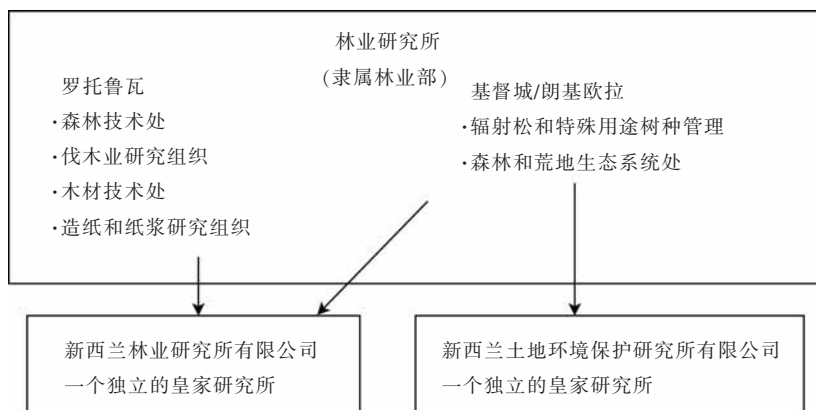 林业研究所
(隶属林业部)
罗托鲁瓦
·森林技术处
·伐木业研究组织
·木材技术处
·造纸和纸浆研究组织
基督城/朗基欧拉
·辐射松和特殊用途树种管理
·森林和荒地生态系统处
新西兰林业研究所有限公司
一个独立的皇家研究所
新西兰土地环境保护研究所有限公司
一个独立的皇家研究所